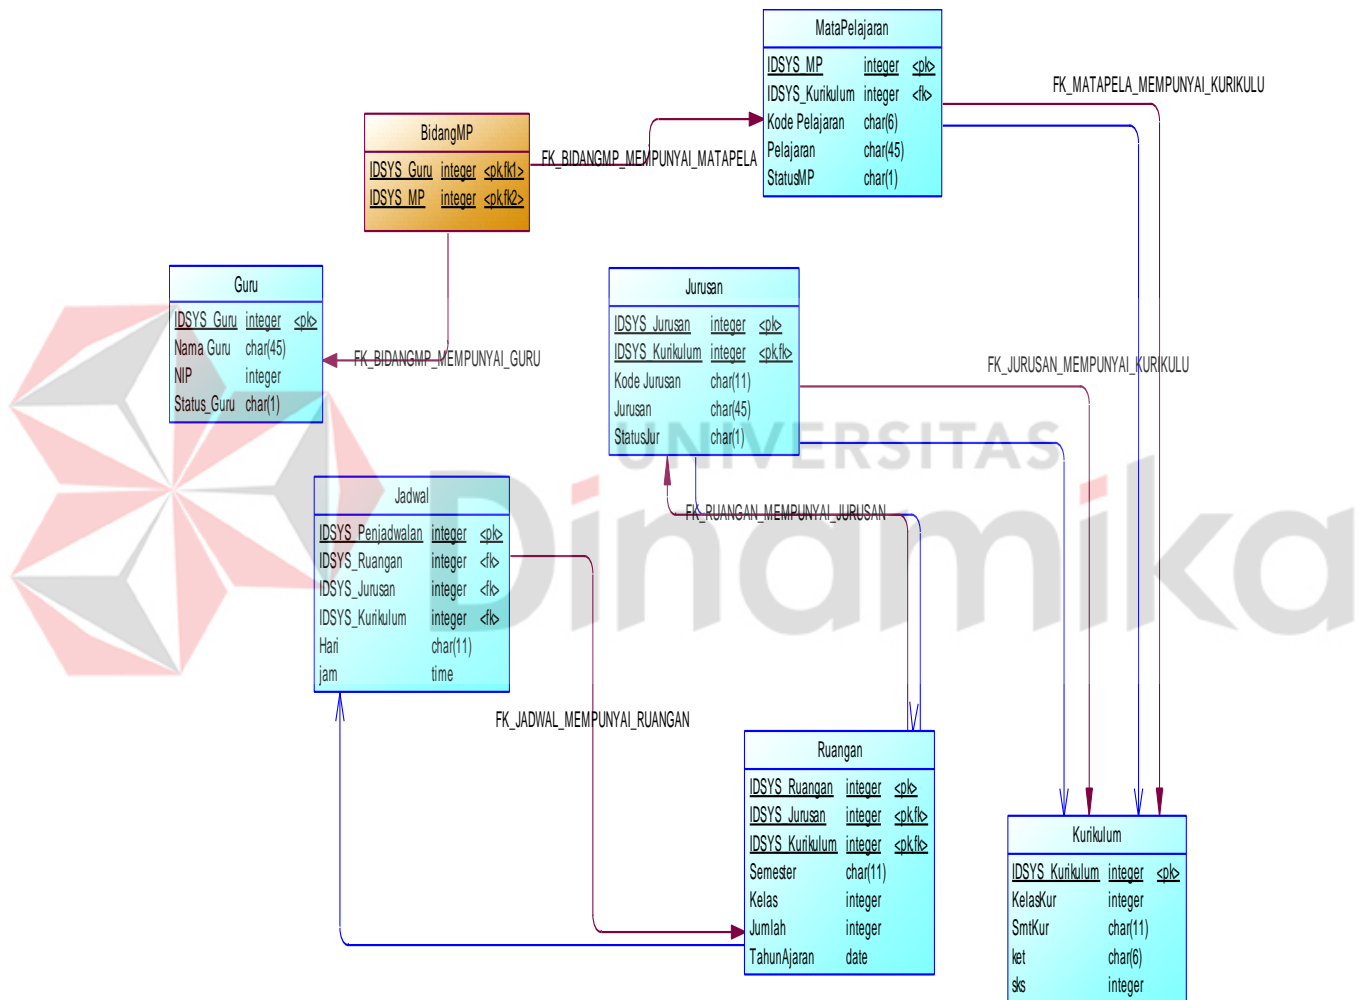 MataPelajaran
IDSYS_MP integer <pk>
IDSYS_Kurikulum integer <fk>
Kode Pelajaran char(6)
Pelajaran char(45)
StatusMP char(1)
FK_MATAPELA_MEMPUNYAI_KURIKULU
BidangMP
IDSYS_Guru integer <pk,fk1>
IDSYS_MP integer <pk,fk2>
FK_BIDANGMP_MEMPUNYAI_MATAPELA
Guru
IDSYS_Guru integer <pk>
Nama Guru char(45)
NIP integer
Status_Guru char(1)
FK_BIDANGMP_MEMPUNYAI_GURU
Jurusan
IDSYS_Jurusan integer <pk>
IDSYS_Kurikulum integer <pk,fk>
Kode Jurusan char(11)
Jurusan char(45)
StatusJur char(1)
FK_JURUSAN_MEMPUNYAI_KURIKULU
UNIVERSITAS
Dinamika
Jadwal
IDSYS_Penjadwalan integer <pk>
IDSYS_Ruangan integer <fk>
IDSYS_Jurusan integer <fk>
IDSYS_Kurikulum integer <fk>
Hari char(11)
jam time
FK_RUANGAN_MEMPUNYAI_JURUSAN
FK_JADWAL_MEMPUNYAI_RUANGAN
Ruangan
IDSYS_Ruangan integer <pk>
IDSYS_Jurusan integer <pk,fk>
IDSYS_Kurikulum integer <pk,fk>
Semester char(11)
Kelas integer
Jumlah integer
TahunAjaran date
Kurikulum
IDSYS_Kurikulum integer <pk>
KelasKur integer
SmtKur char(11)
ket char(6)
sks integer